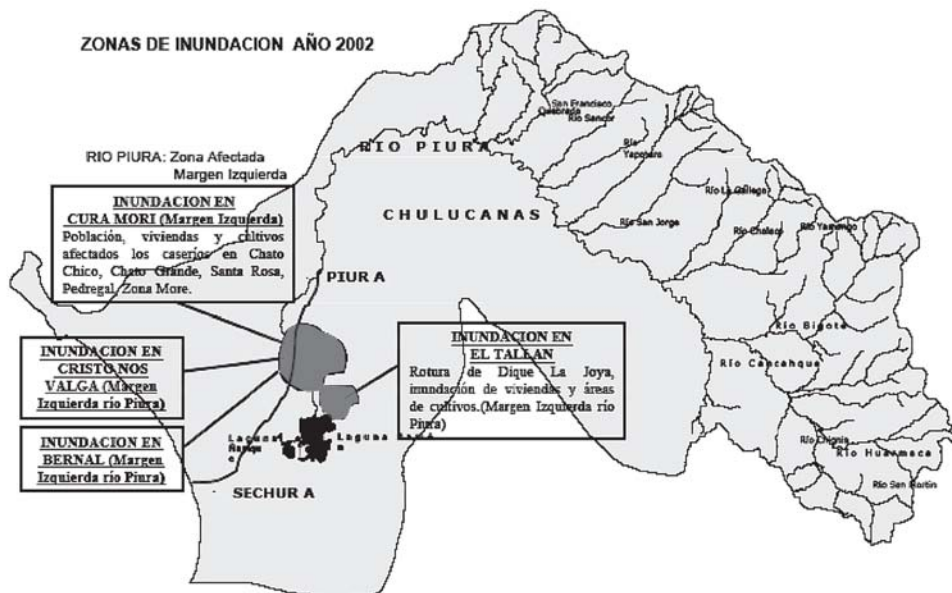 ZONAS DE INUNDACION AÑO 2002
RIO PIURA: Zona Afectada
Margen Izquierda
INUNDACION EN
CURA MORI (Margen Izquierda)
Población, viviendas y cultivos
afectados los caseríos en Chato
Chico, Chato Grande, Santa Rosa,
Pedregal, Zona More.
INUNDACION EN
CRISTO NOS
VALGA (Margen
Izquierda río Piura)
INUNDACION EN
BERNAL (Margen
Izquierda río Piura)
INUNDACION EN
EL TALLAN
Rotura de Dique La Joya,
inundación de viviendas y áreas
de cultivos.(Margen Izquierda río
Piura)
RIO PIURA
CHULUCANAS
PIURA
SECHURA
Laguna
Laguna
San Francisco
Quebrada
Río Sancor
Río
Yapatera
Río La Gallega
Río San Jorge
Río Chalaco
Río Yamango
Río Bigote
Río
Río Chignia
Río Huarmaca
Río San Martín